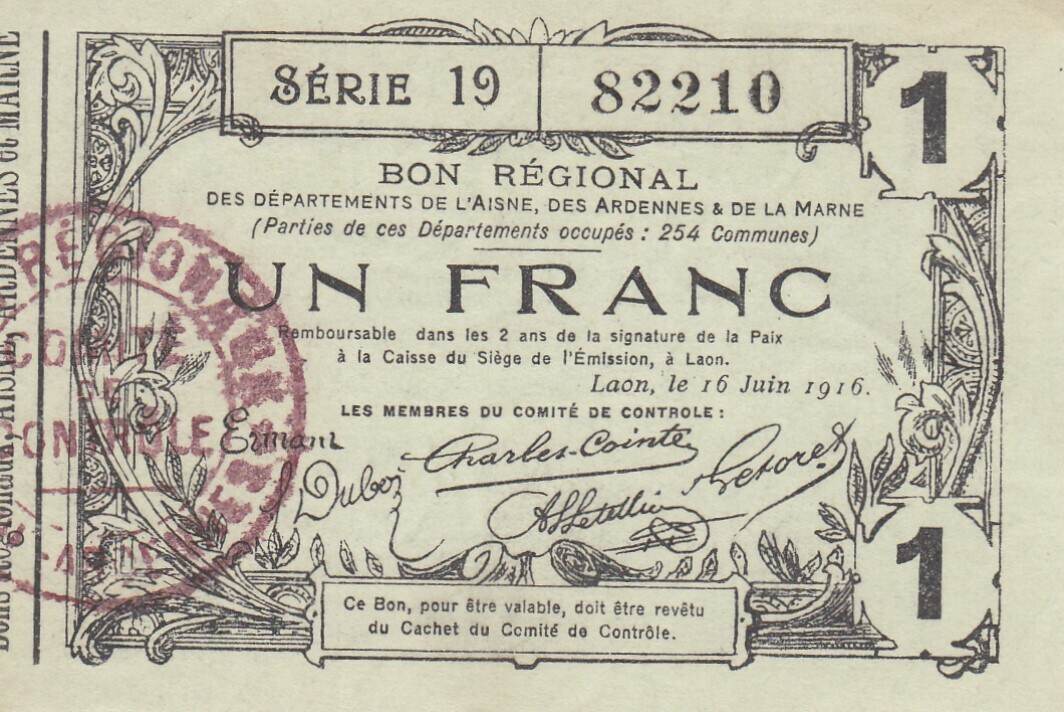 SÉRIE 19 82210
1
BON RÉGIONAL
DES DÉPARTEMENTS DE L'AISNE, DES ARDENNES & DE LA MARNE
(Parties de ces Départements occupés : 254 Communes)
UN FRANC
Remboursable dans les 2 ans de la signature de la Paix
à la Caisse du Siège de l'Émission, à Laon.
Laon, le 16 Juin 1916.
LES MEMBRES DU COMITÉ DE CONTROLE :
Charles-Cointe
1
Ce Bon, pour être valable, doit être revêtu
du Cachet du Comité de Contrôle.
COMITÉ
DE
CONTROLE